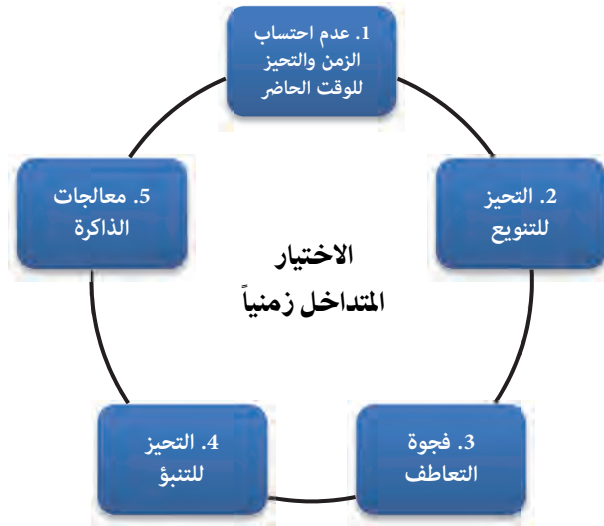 1. عدم احتساب
الزمن والتحيز
للوقت الحاضر
2. التحيز
للتنويع
3. فجوة
التعاطف
4. التحيز
للتنبؤ
5. معالجات
الذاكرة
الاختيار
المتداخل زمنياً